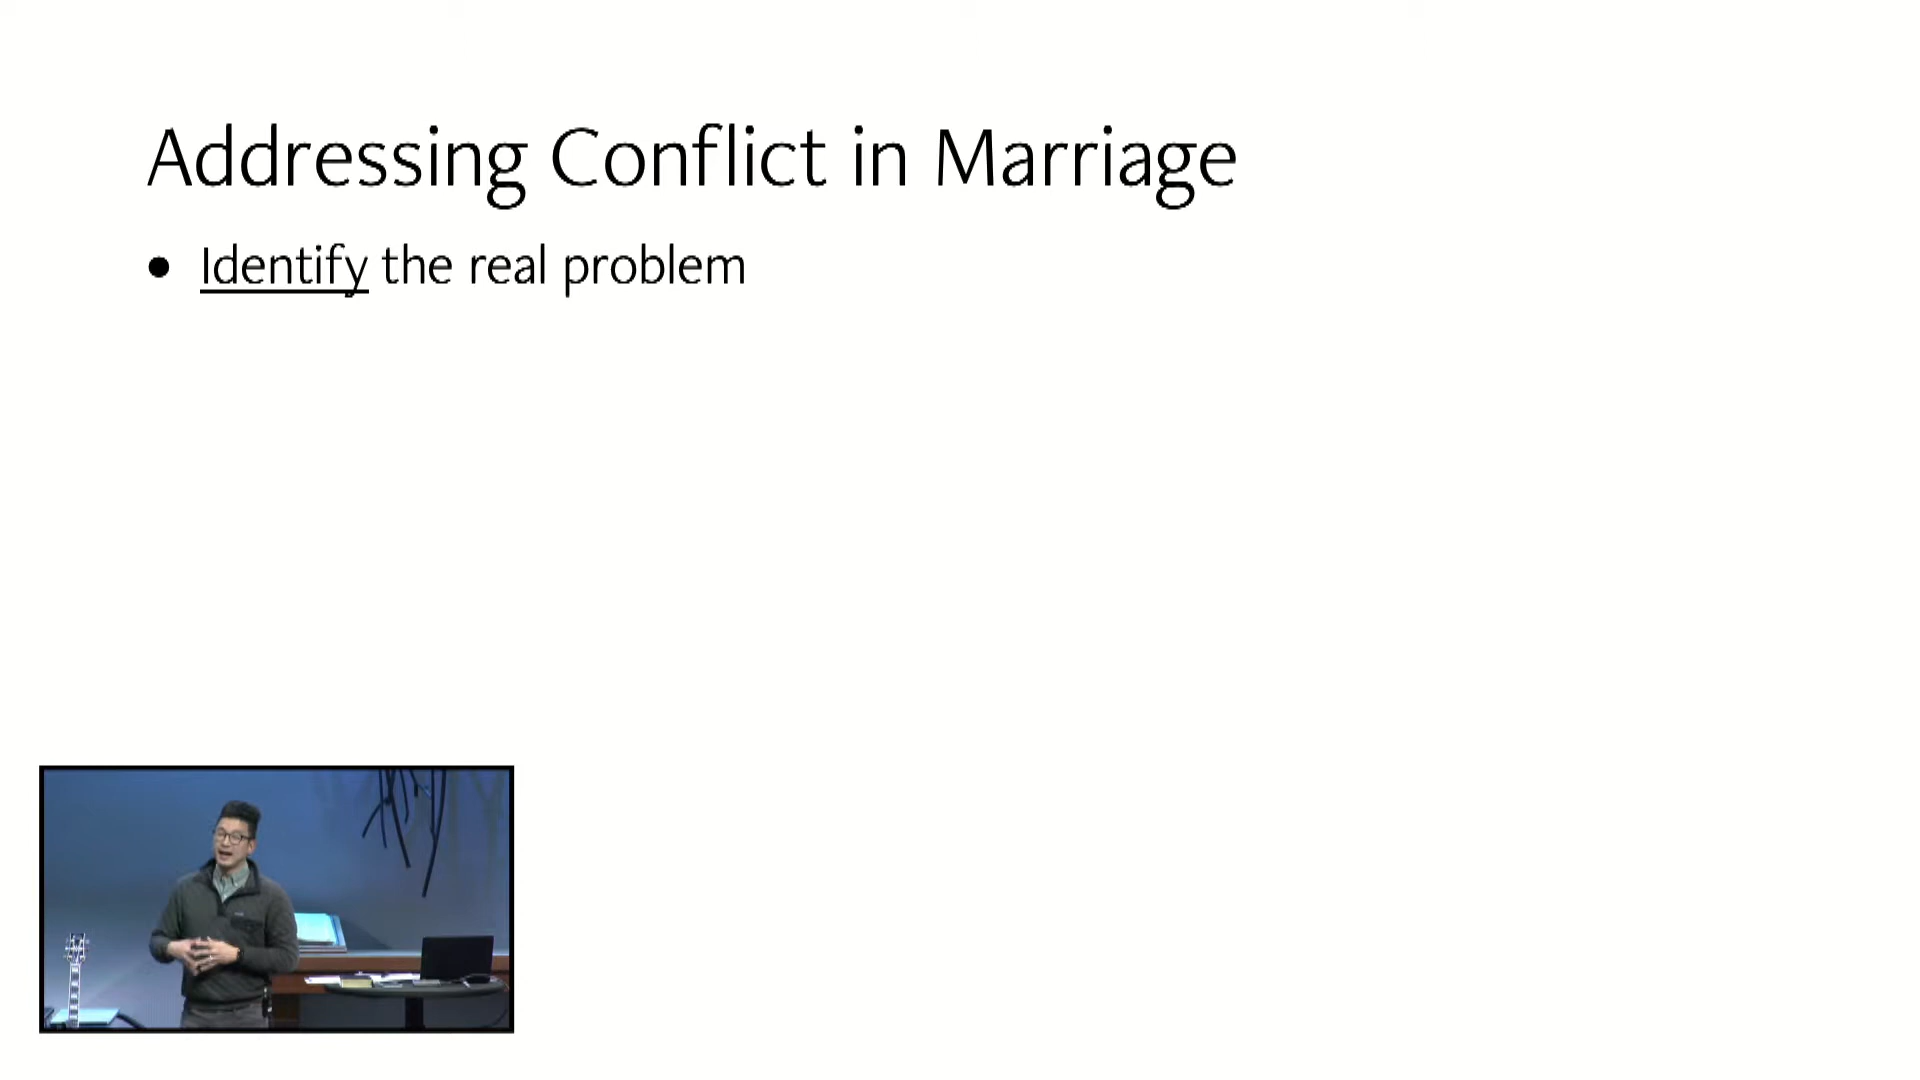 Addressing Conflict in Marriage
• Identify the real problem